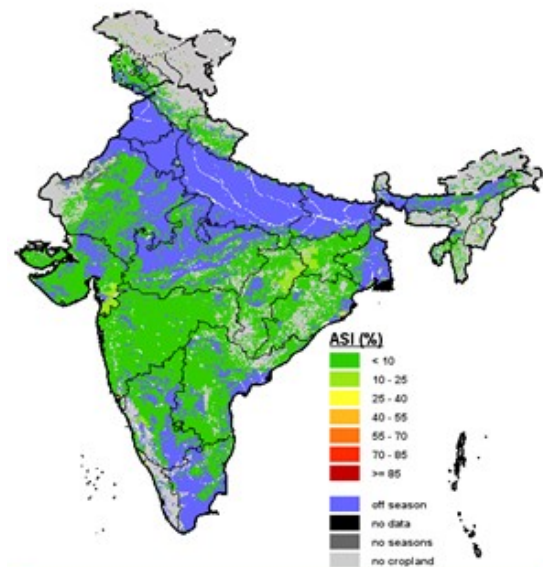 ASI (%)
< 10
10 - 25
25 - 40
40 - 55
55 - 70
70 - 85
>= 85
off season
no data
no seasons
no cropland